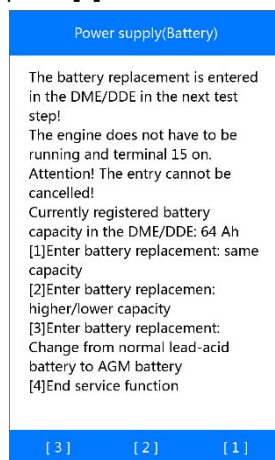 Power supply(Battery)
The battery replacement is entered
in the DME/DDE in the next test
step!
The engine does not have to be
running and terminal 15 on.
Attention! The entry cannot be
cancelled!
Currently registered battery
capacity in the DME/DDE: 64 Ah
[1]Enter battery replacement: same
capacity
[2]Enter battery replacemen:
higher/lower capacity
[3]Enter battery replacement:
Change from normal lead-acid
battery to AGM battery
[4]End service function
[ 3 ] [ 2 ] [ 1 ]